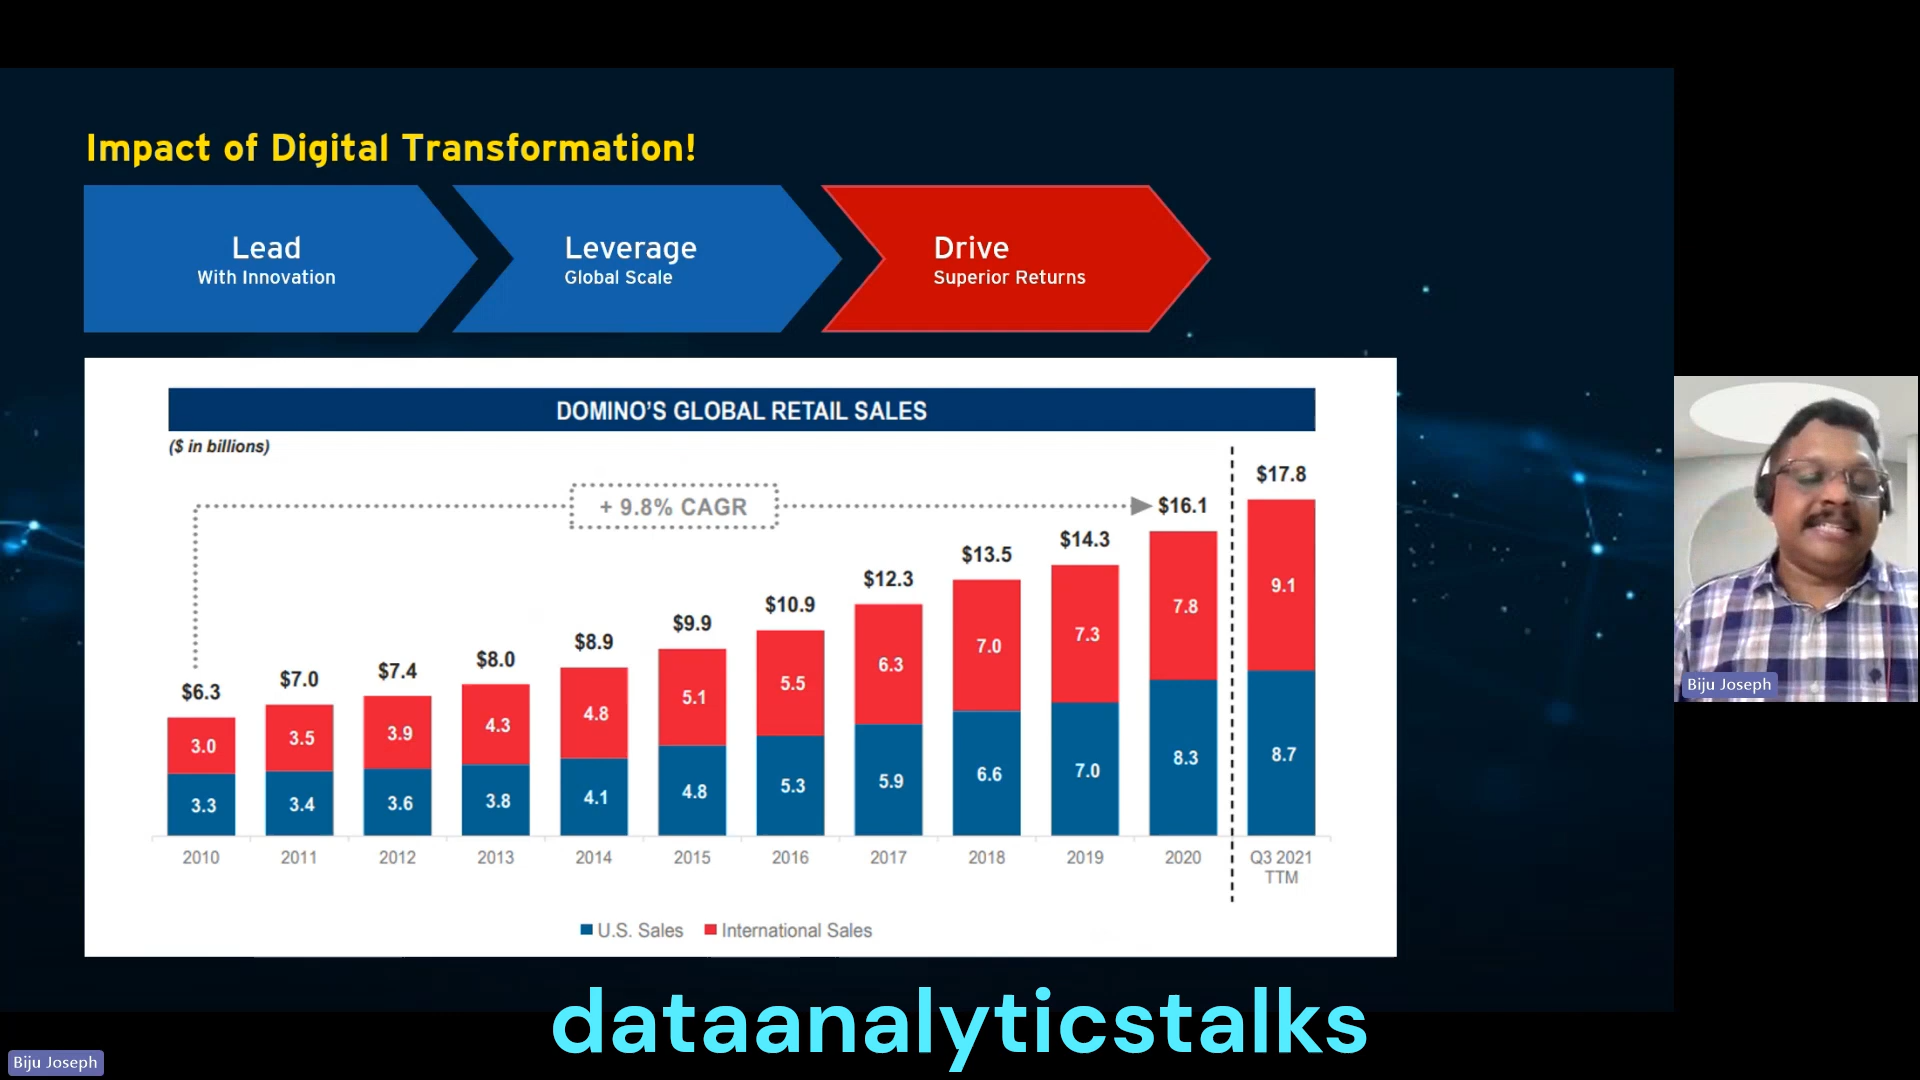 Impact of Digital Transformation!
Lead
With Innovation
Leverage
Global Scale
Drive
Superior Returns
DOMINO'S GLOBAL RETAIL SALES
($ in billions)
+ 9.8% CAGR
$6.3 $7.0 $7.4 $8.0 $8.9 $9.9 $10.9 $12.3 $13.5 $14.3 $16.1 $17.8
3.0 3.5 3.9 4.3 4.8 5.1 5.5 6.3 7.0 7.3 7.8 9.1
3.3 3.4 3.6 3.8 4.1 4.8 5.3 5.9 6.6 7.0 8.3 8.7
2010 2011 2012 2013 2014 2015 2016 2017 2018 2019 2020 Q3 2021
TTM
U.S. Sales International Sales
Biju Joseph
dataanalyticstalks
Biju Joseph